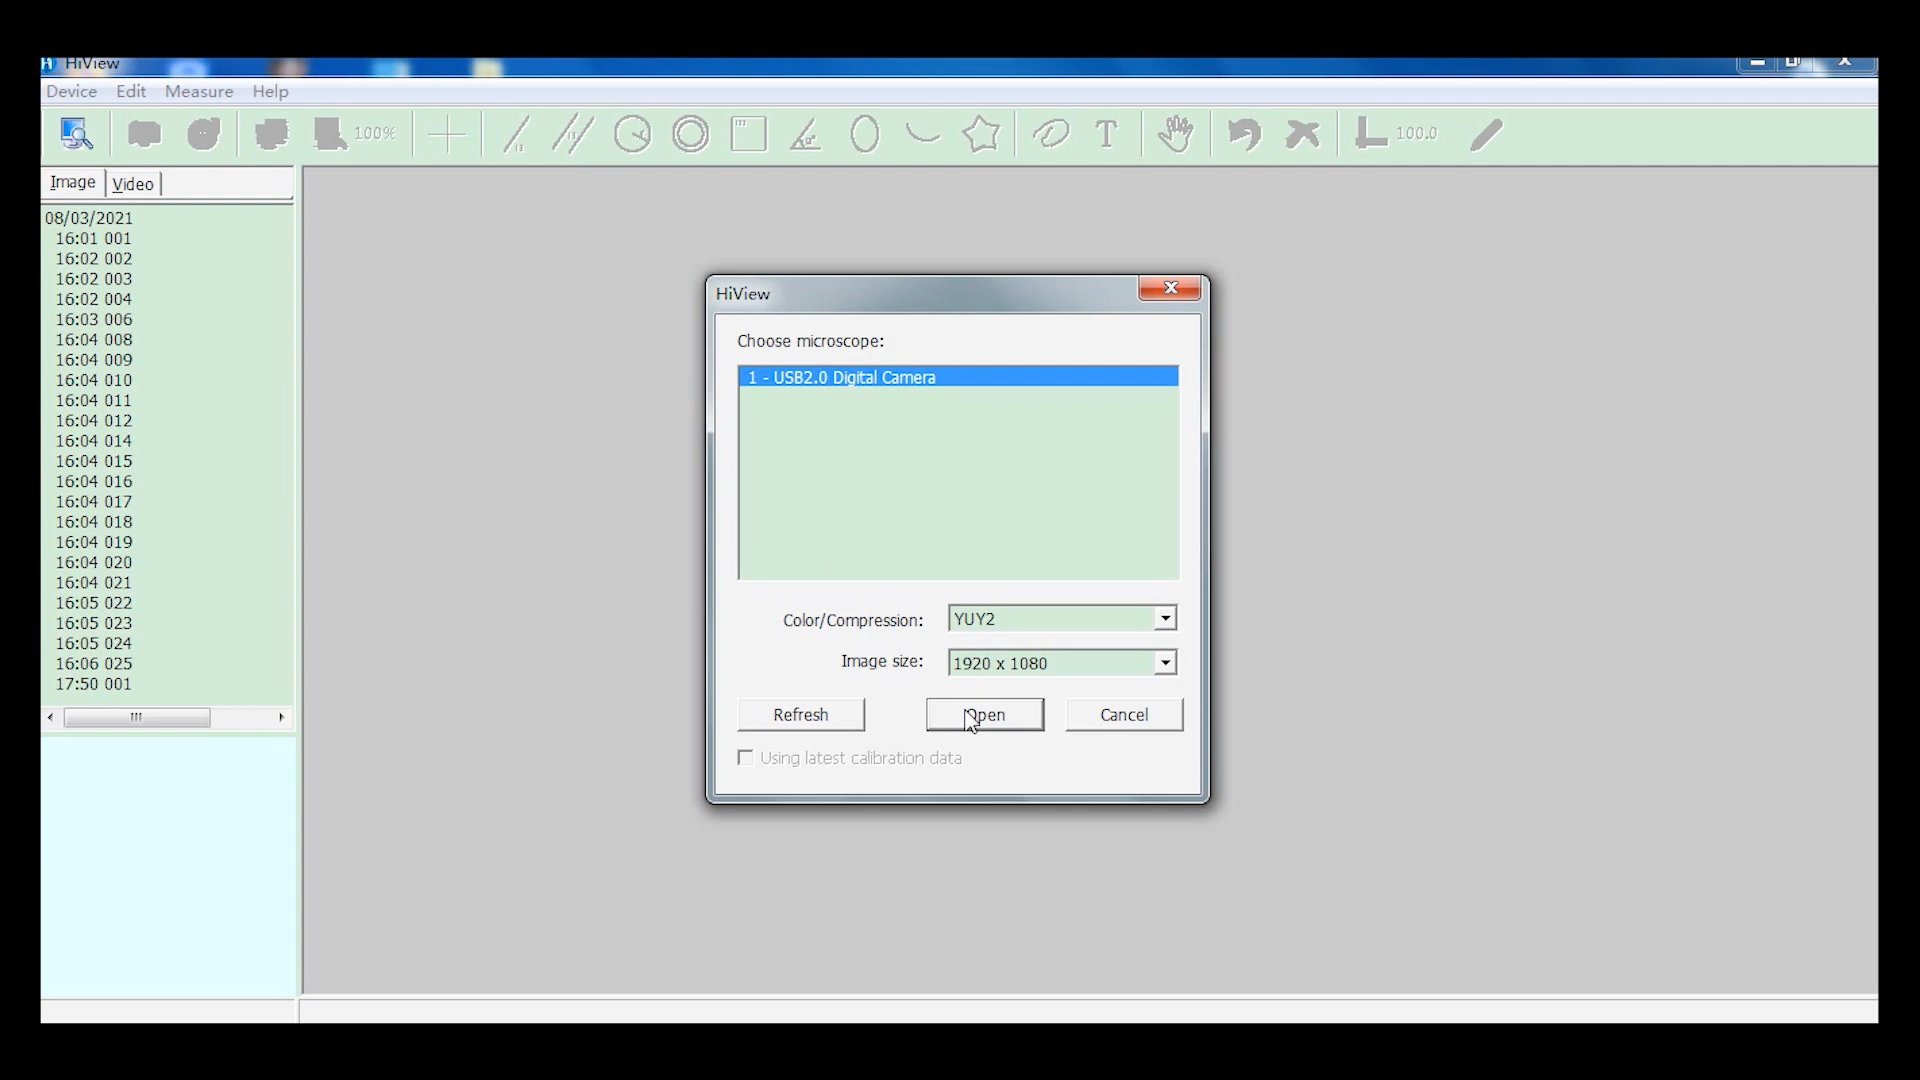 HiView
Device Edit Measure Help
100% T 100.0
Image Video
08/03/2021
16:01 001
16:02 002
16:02 003
16:02 004
16:03 006
16:04 008
16:04 009
16:04 010
16:04 011
16:04 012
16:04 014
16:04 015
16:04 016
16:04 017
16:04 018
16:04 019
16:04 020
16:04 021
16:05 022
16:05 023
16:05 024
16:06 025
17:50 001
HiView
Choose microscope:
1 - USB2.0 Digital Camera
Color/Compression: YUY2
Image size: 1920 x 1080
Refresh Open Cancel
Using latest calibration data